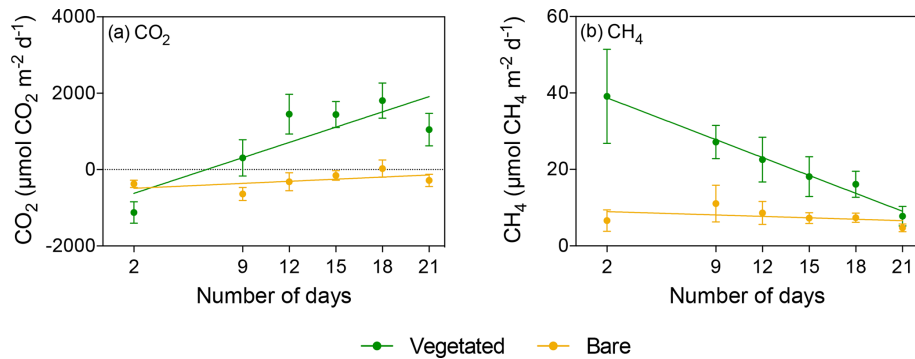 (a) CO₂
CO₂ (µmol CO₂ m⁻² d⁻¹)
4000
2000
0
-2000
2 9 12 15 18 21
Number of days
(b) CH₄
CH₄ (µmol CH₄ m⁻² d⁻¹)
60
40
20
0
2 9 12 15 18 21
Number of days
Vegetated Bare